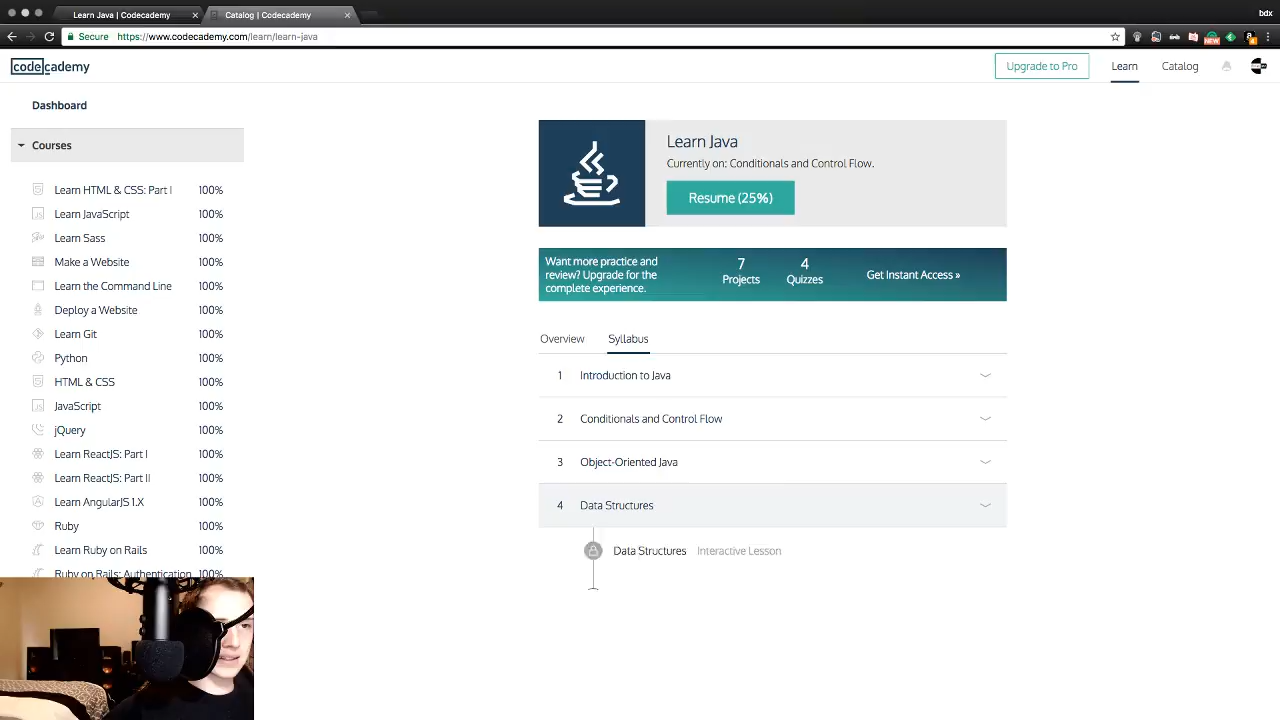 Learn Java | Codecademy
Catalog | Codecademy
bdx
Secure https://www.codecademy.com/learn/learn-java
NEW
codecademy
Upgrade to Pro
Learn
Catalog
Dashboard
Courses
Learn HTML & CSS: Part I 100%
Learn JavaScript 100%
Learn Sass 100%
Make a Website 100%
Learn the Command Line 100%
Deploy a Website 100%
Learn Git 100%
Python 100%
HTML & CSS 100%
JavaScript 100%
jQuery 100%
Learn ReactJS: Part I 100%
Learn ReactJS: Part II 100%
Learn AngularJS 1.X 100%
Ruby 100%
Learn Ruby on Rails 100%
Ruby on Rails: Authentication 100%
Learn Java
Currently on: Conditionals and Control Flow.
Resume (25%)
Want more practice and
review? Upgrade for the
complete experience.
7
Projects
4
Quizzes
Get Instant Access »
Overview
Syllabus
1 Introduction to Java
2 Conditionals and Control Flow
3 Object-Oriented Java
4 Data Structures
Data Structures Interactive Lesson